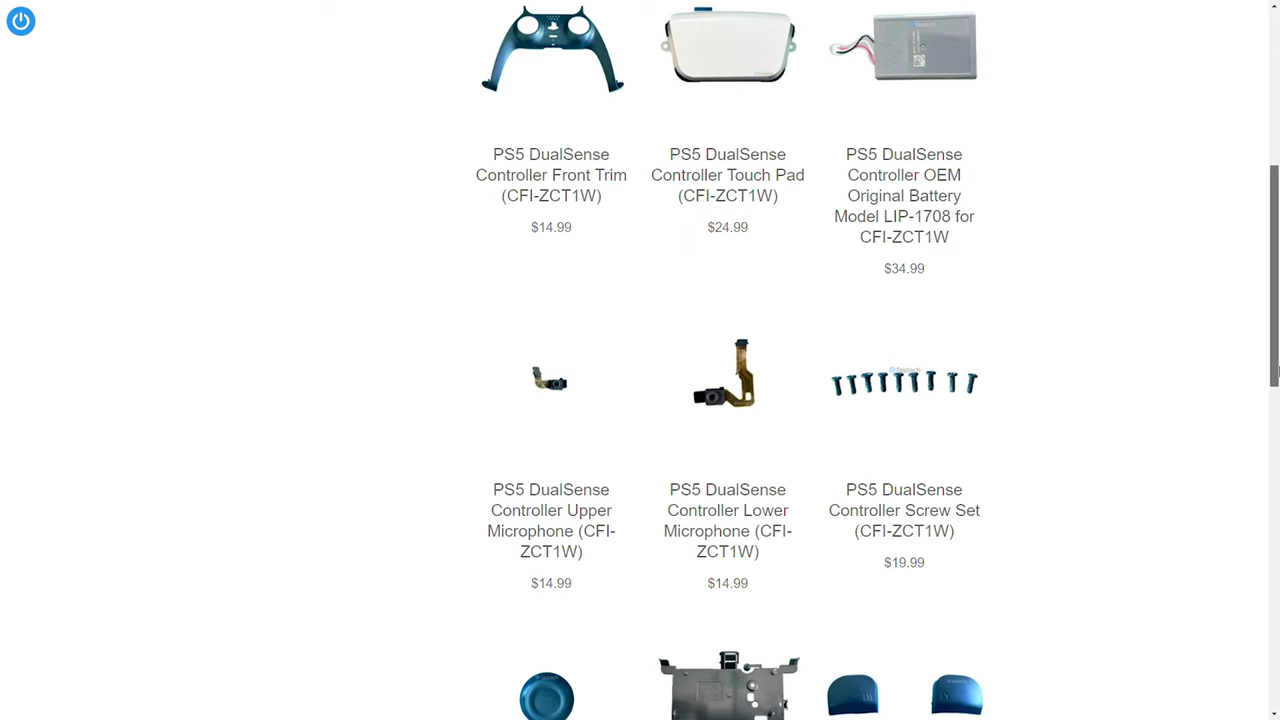 PS5 DualSense
Controller Front Trim
(CFI-ZCT1W)
$14.99
PS5 DualSense
Controller Touch Pad
(CFI-ZCT1W)
$24.99
PS5 DualSense
Controller OEM
Original Battery
Model LIP-1708 for
CFI-ZCT1W
$34.99
PS5 DualSense
Controller Upper
Microphone (CFI-
ZCT1W)
$14.99
PS5 DualSense
Controller Lower
Microphone (CFI-
ZCT1W)
$14.99
PS5 DualSense
Controller Screw Set
(CFI-ZCT1W)
$19.99